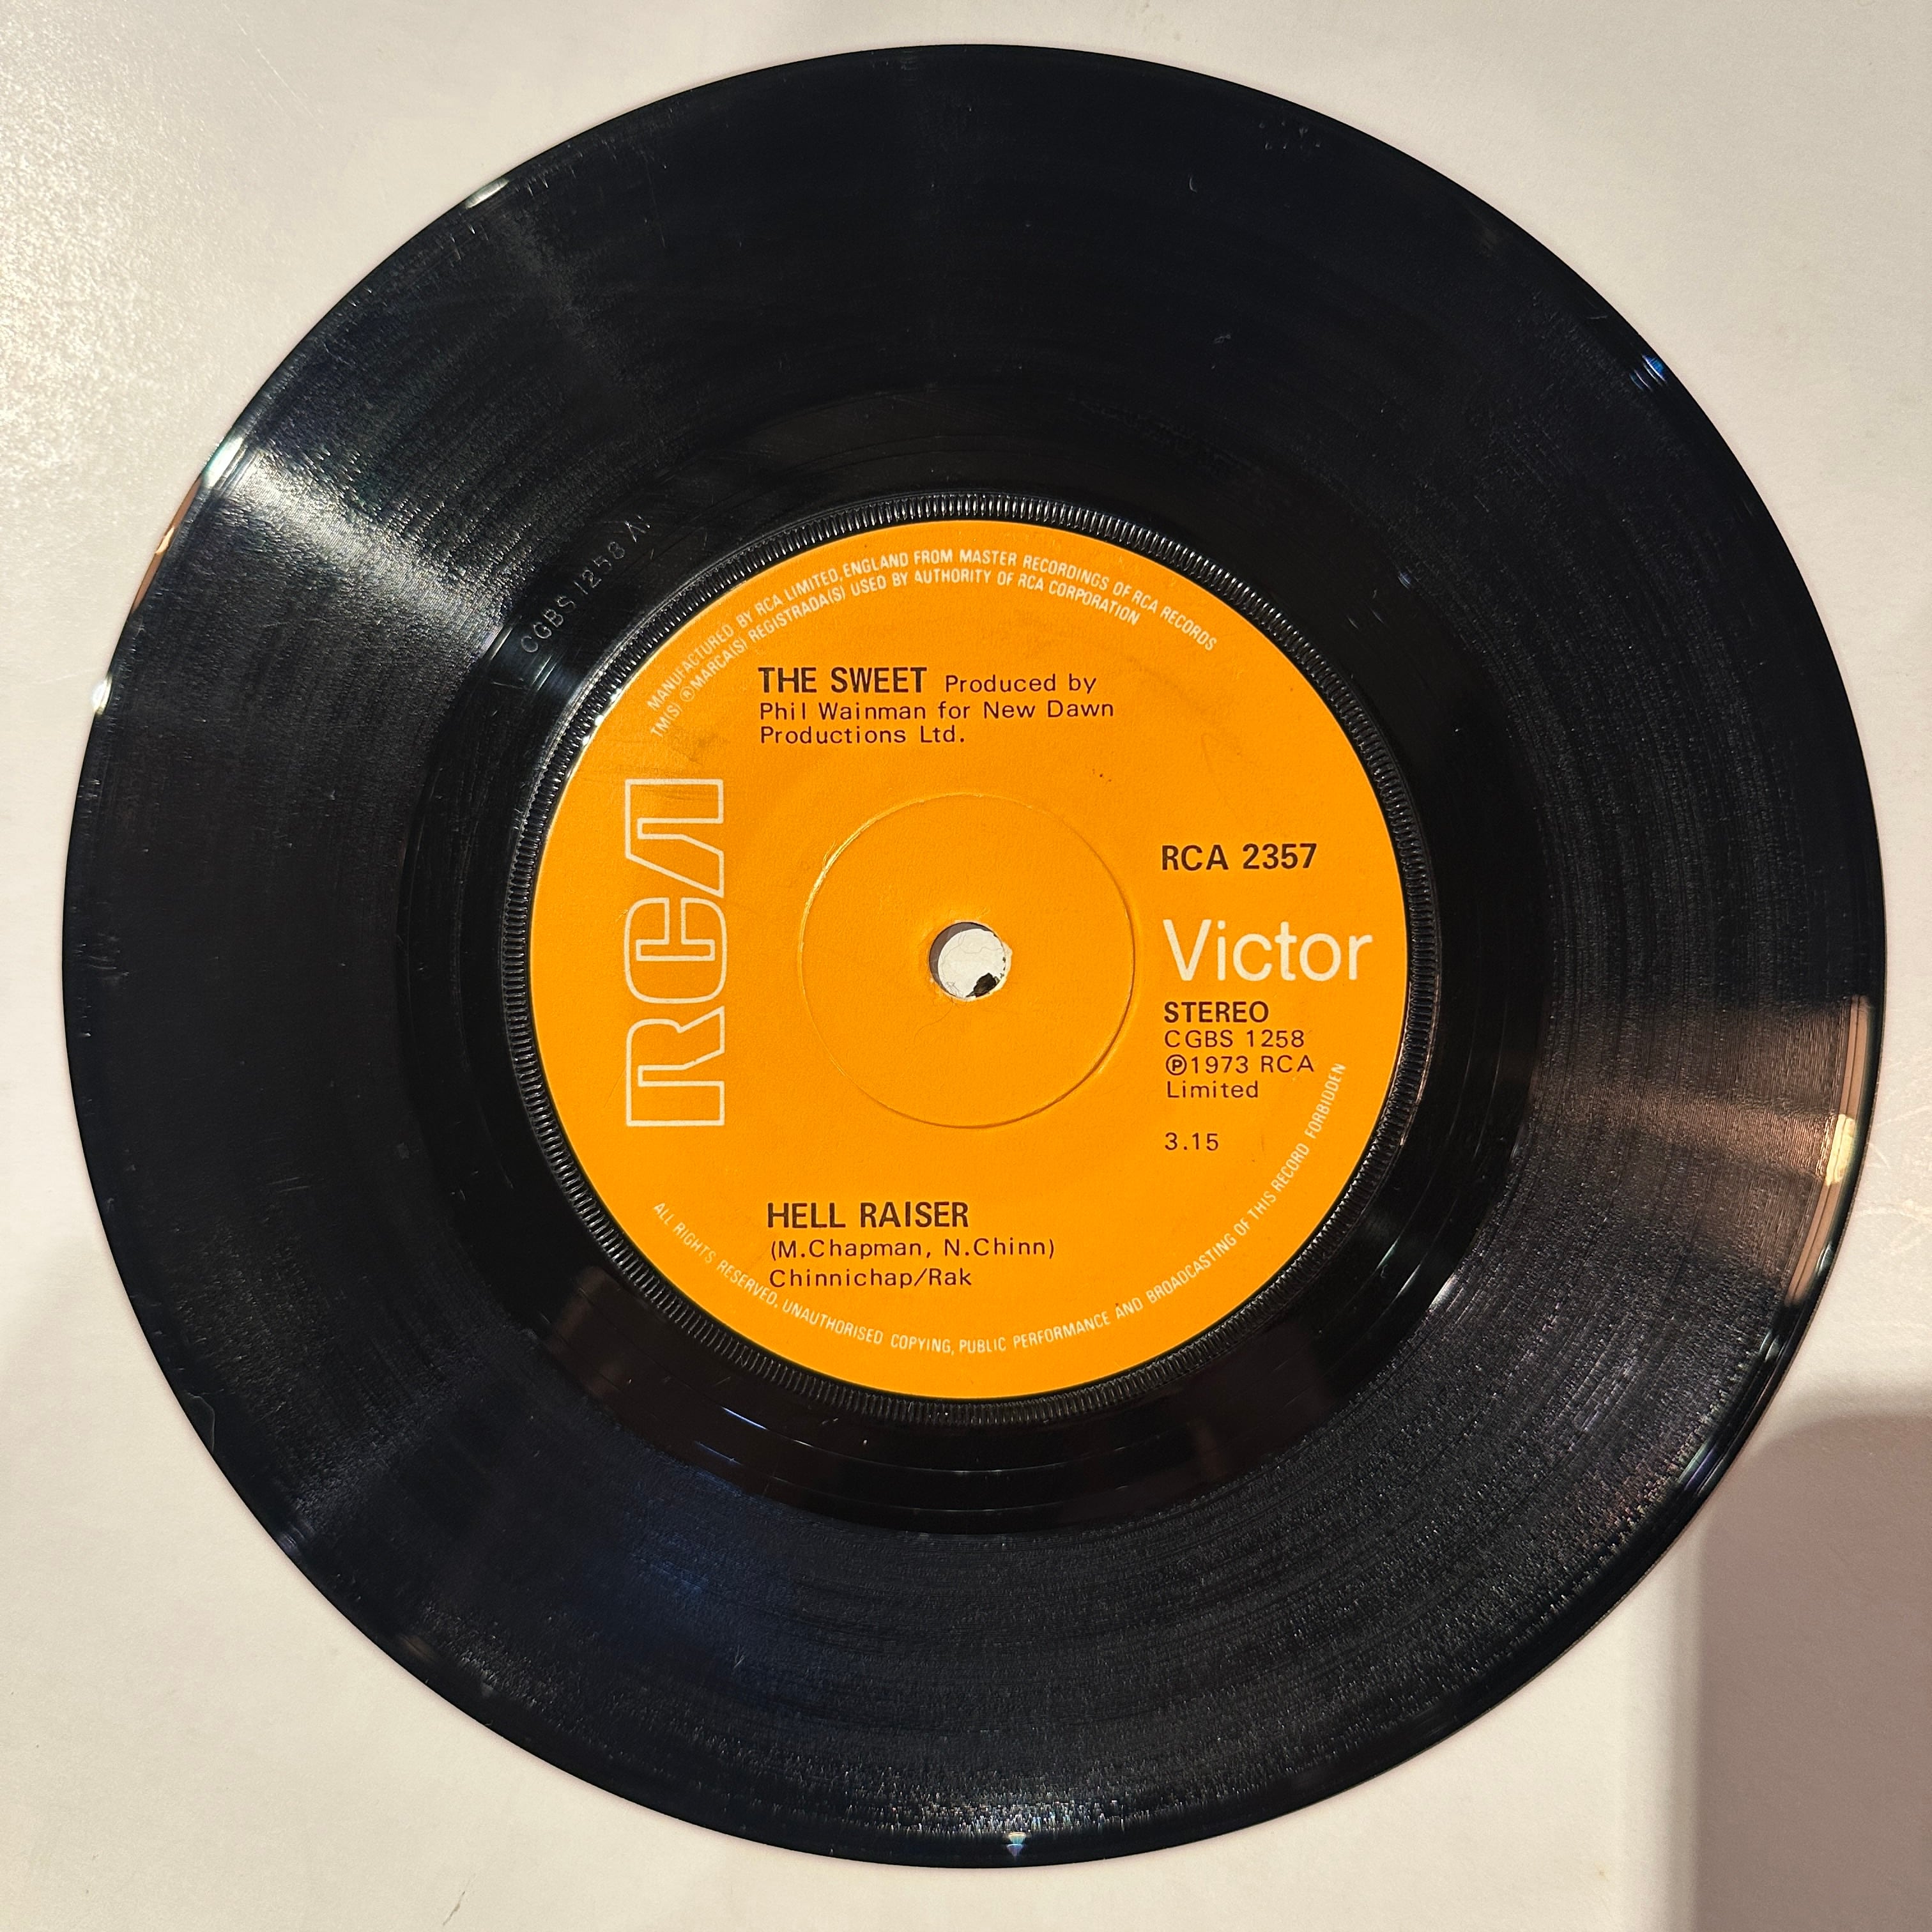 MANUFACTURED BY RCA LIMITED, ENGLAND FROM MASTER RECORDINGS OF RCA RECORDS
TM(S) ®MARCA(S) REGISTRADA(S) USED BY AUTHORITY OF RCA CORPORATION
THE SWEET Produced by
Phil Wainman for New Dawn
Productions Ltd.
RCA
RCA 2357
Victor
STEREO
CGBS 1258
℗1973 RCA
Limited
3.15
HELL RAISER
(M.Chapman, N.Chinn)
Chinnichap/Rak
ALL RIGHTS RESERVED, UNAUTHORISED COPYING, PUBLIC PERFORMANCE AND BROADCASTING OF THIS RECORD FORBIDDEN
CGBS 1258